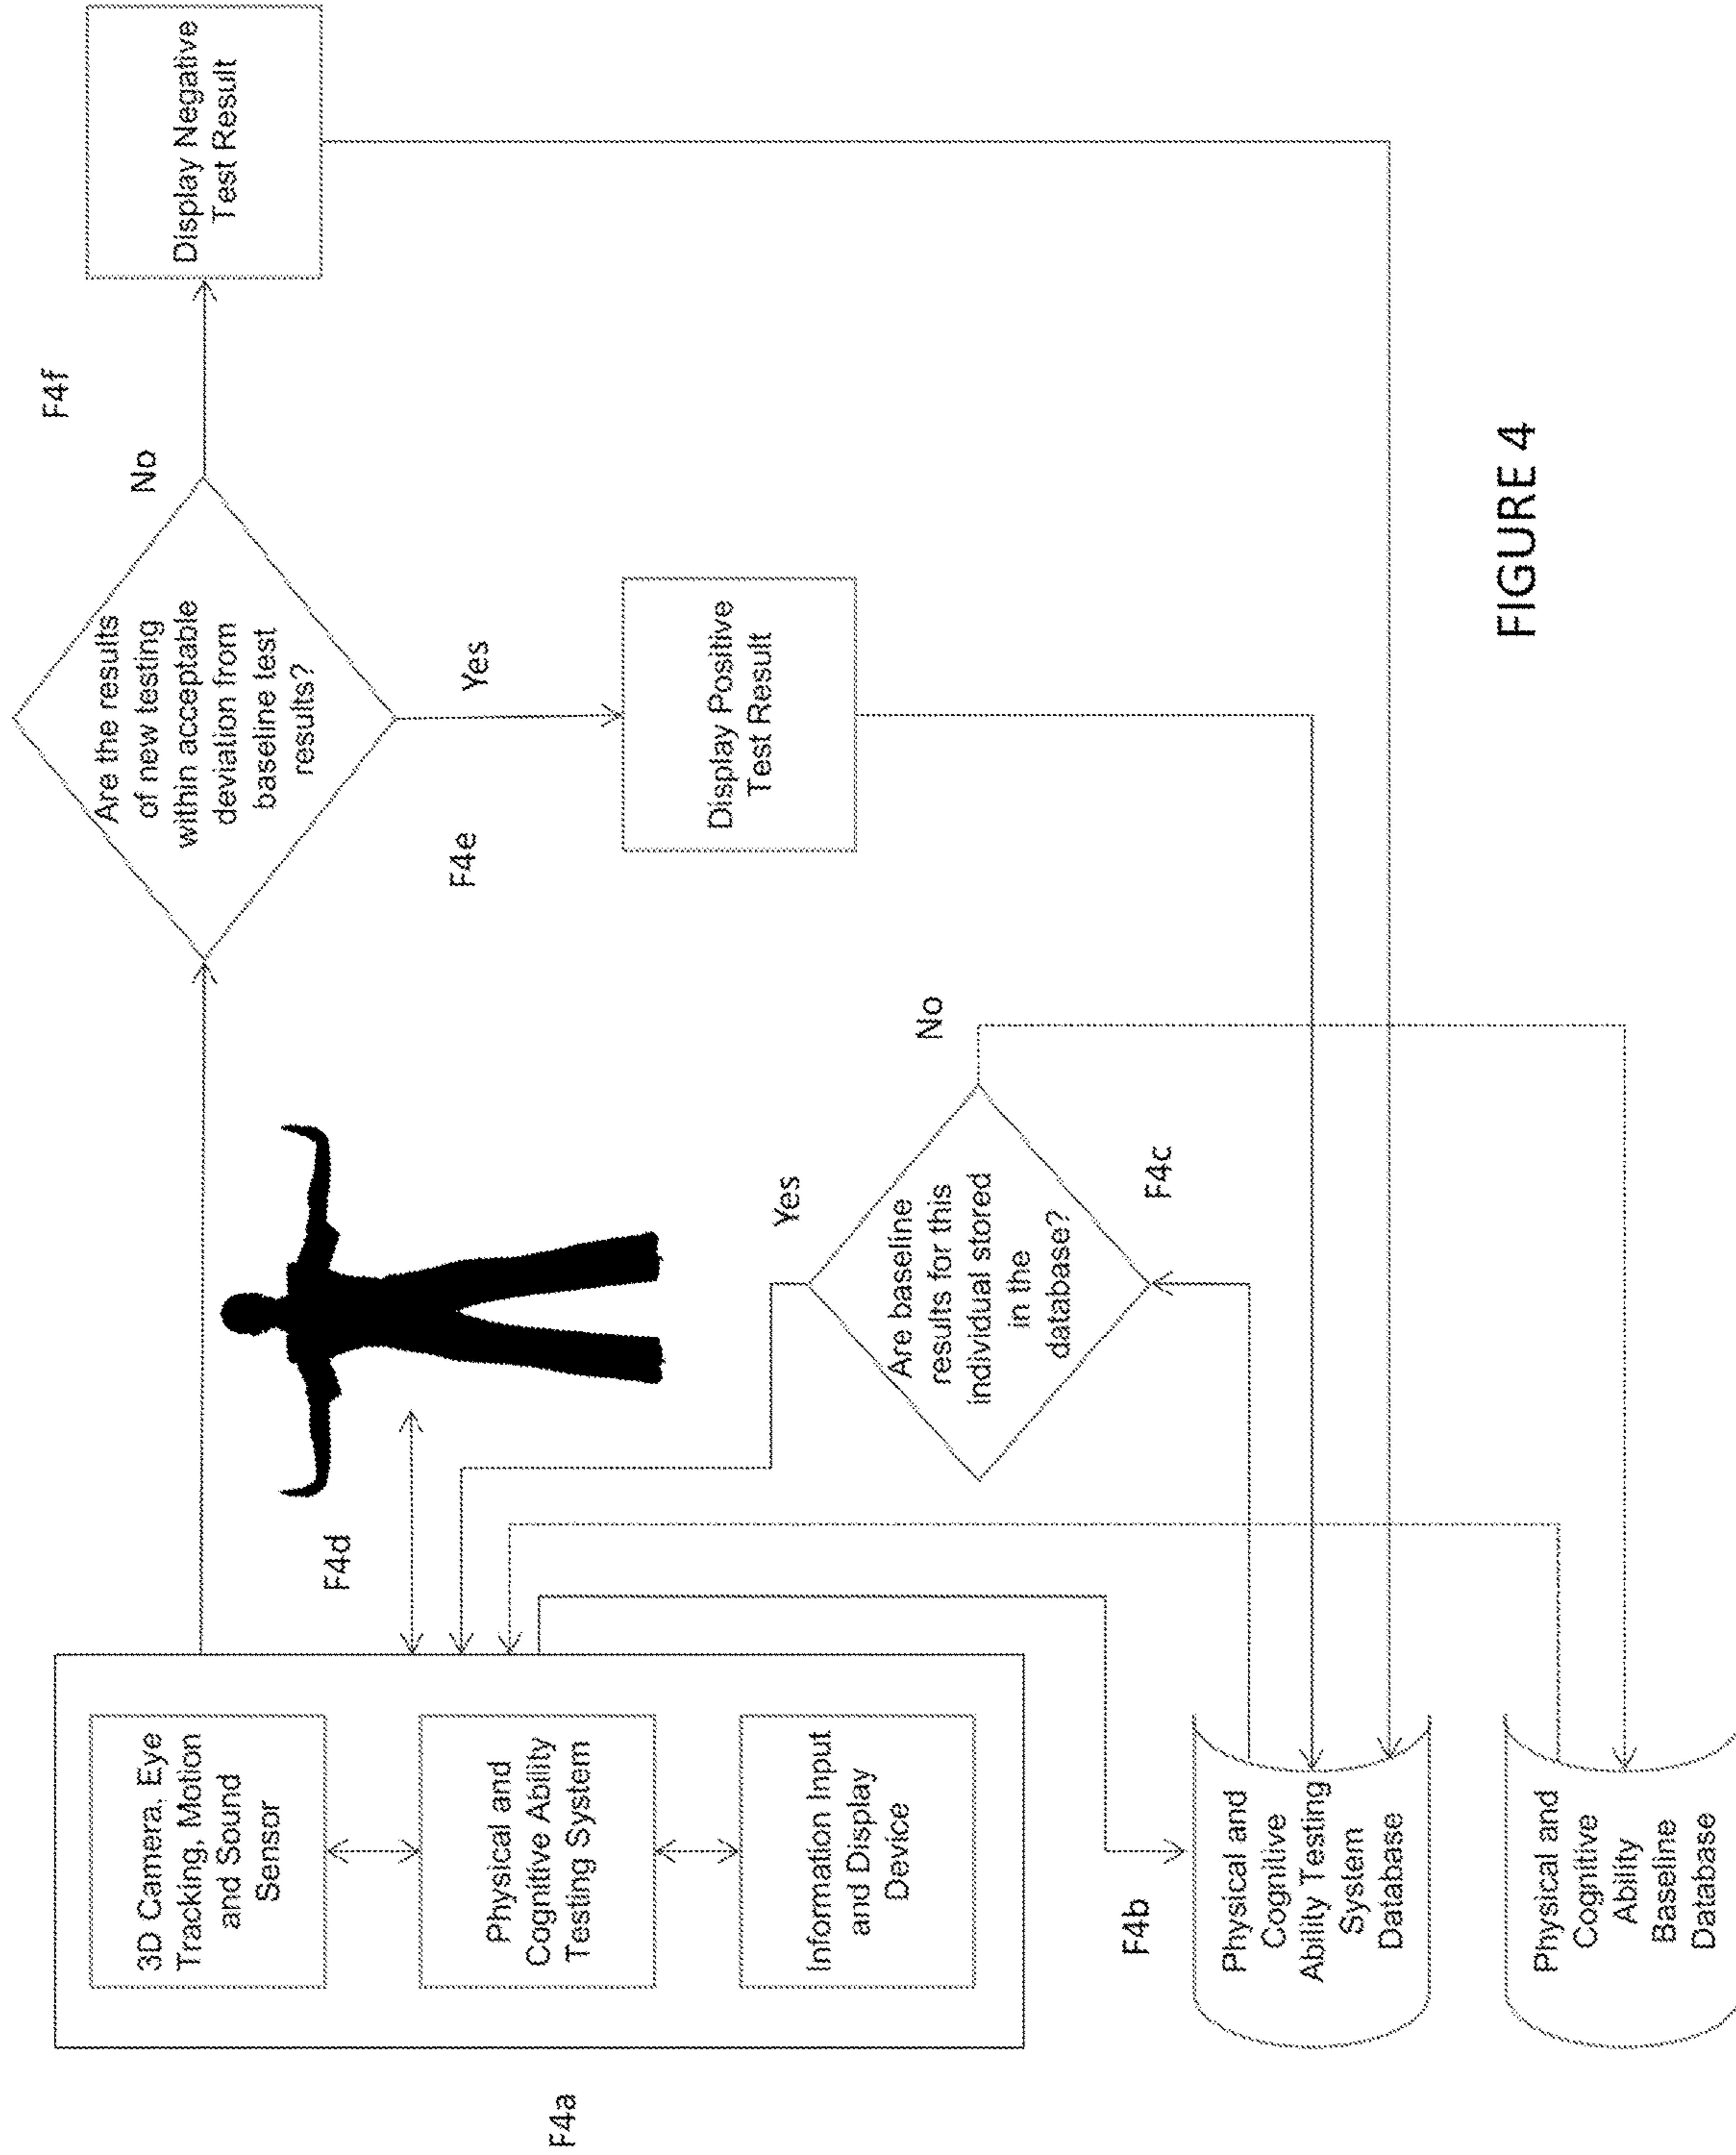 F4a
3D Camera, Eye
Tracking, Motion
and Sound
Sensor
Physical and
Cognitive Ability
Testing System
Information Input
and Display
Device
F4b
Physical and
Cognitive
Ability Testing
System
Database
Physical and
Cognitive
Ability
Baseline
Database
F4d
Yes
Are baseline
results for this
individual stored
in the
database?
F4c
No
Are the results
of new testing
within acceptable
deviation from
baseline test
results?
F4e
Yes
Display Positive
Test Result
No
F4f
Display Negative
Test Result
FIGURE 4